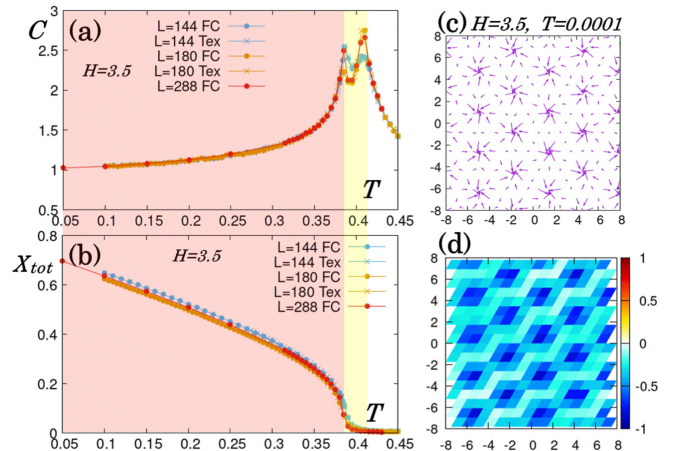 (a)
C
H=3.5
L=144 FC
L=144 Tex
L=180 FC
L=180 Tex
L=288 FC
T
3
2.5
2
1.5
1
0.5
0.05 0.1 0.15 0.2 0.25 0.3 0.35 0.4 0.45
(b)
X_tot
H=3.5
L=144 FC
L=144 Tex
L=180 FC
L=180 Tex
L=288 FC
T
0.8
0.6
0.4
0.2
0
0.05 0.1 0.15 0.2 0.25 0.3 0.35 0.4 0.45
(c) H=3.5, T=0.0001
8
6
4
2
0
-2
-4
-6
-8
-8 -6 -4 -2 0 2 4 6 8
(d)
8
6
4
2
0
-2
-4
-6
-8
-8 -6 -4 -2 0 2 4 6 8
1
0.5
0
-0.5
-1